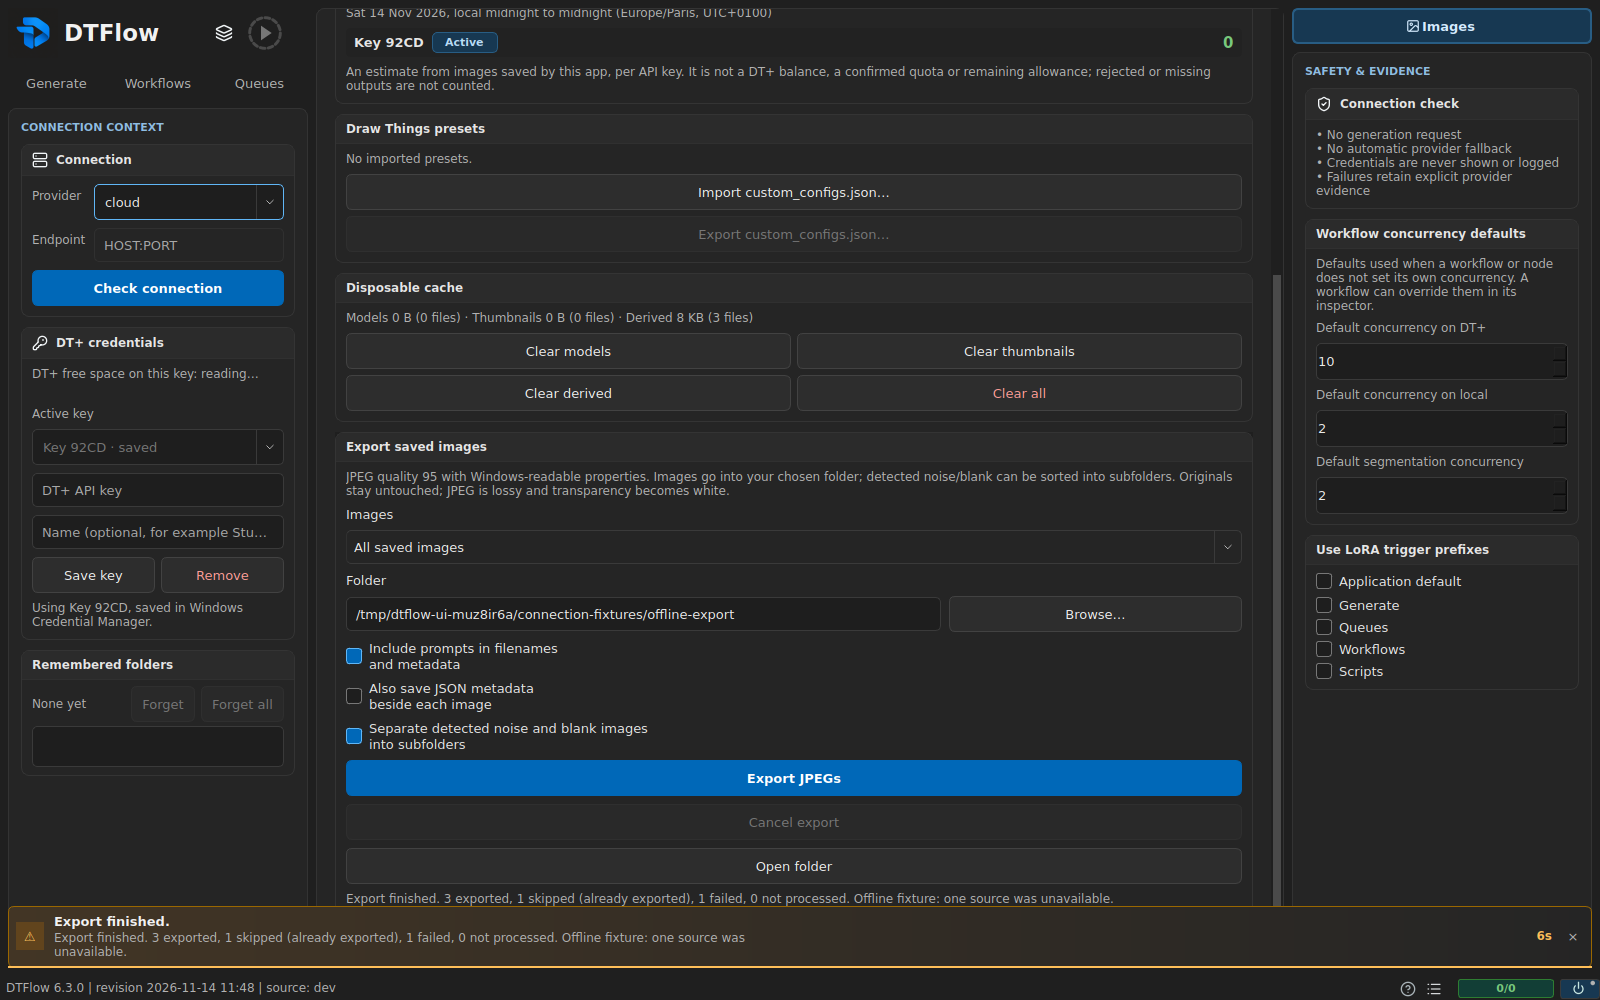 DTFlow
Generate
Workflows
Queues
CONNECTION CONTEXT
Connection
Provider
cloud
Endpoint
HOST:PORT
Check connection
DT+ credentials
DT+ free space on this key: reading…
Active key
Key 92CD · saved
DT+ API key
Name (optional, for example Stu…
Save key
Remove
Using Key 92CD, saved in Windows
Credential Manager.
Remembered folders
None yet
Forget
Forget all
Sat 14 Nov 2026, local midnight to midnight (Europe/Paris, UTC+0100)
Key 92CD
Active
0
An estimate from images saved by this app, per API key. It is not a DT+ balance, a confirmed quota or remaining allowance; rejected or missing
outputs are not counted.
Draw Things presets
No imported presets.
Import custom_configs.json…
Export custom_configs.json…
Disposable cache
Models 0 B (0 files) · Thumbnails 0 B (0 files) · Derived 8 KB (3 files)
Clear models
Clear thumbnails
Clear derived
Clear all
Export saved images
JPEG quality 95 with Windows-readable properties. Images go into your chosen folder; detected noise/blank can be sorted into subfolders. Originals
stay untouched; JPEG is lossy and transparency becomes white.
Images
All saved images
Folder
/tmp/dtflow-ui-muz8ir6a/connection-fixtures/offline-export
Browse…
Include prompts in filenames
and metadata
Also save JSON metadata
beside each image
Separate detected noise and blank images
into subfolders
Export JPEGs
Cancel export
Open folder
Export finished. 3 exported, 1 skipped (already exported), 1 failed, 0 not processed. Offline fixture: one source was unavailable.
Images
SAFETY & EVIDENCE
Connection check
• No generation request
• No automatic provider fallback
• Credentials are never shown or logged
• Failures retain explicit provider
evidence
Workflow concurrency defaults
Defaults used when a workflow or node
does not set its own concurrency. A
workflow can override them in its
inspector.
Default concurrency on DT+
10
Default concurrency on local
2
Default segmentation concurrency
2
Use LoRA trigger prefixes
Application default
Generate
Queues
Workflows
Scripts
Export finished.
Export finished. 3 exported, 1 skipped (already exported), 1 failed, 0 not processed. Offline fixture: one source was
unavailable.
6s
×
DTFlow 6.3.0 | revision 2026-11-14 11:48 | source: dev
0/0